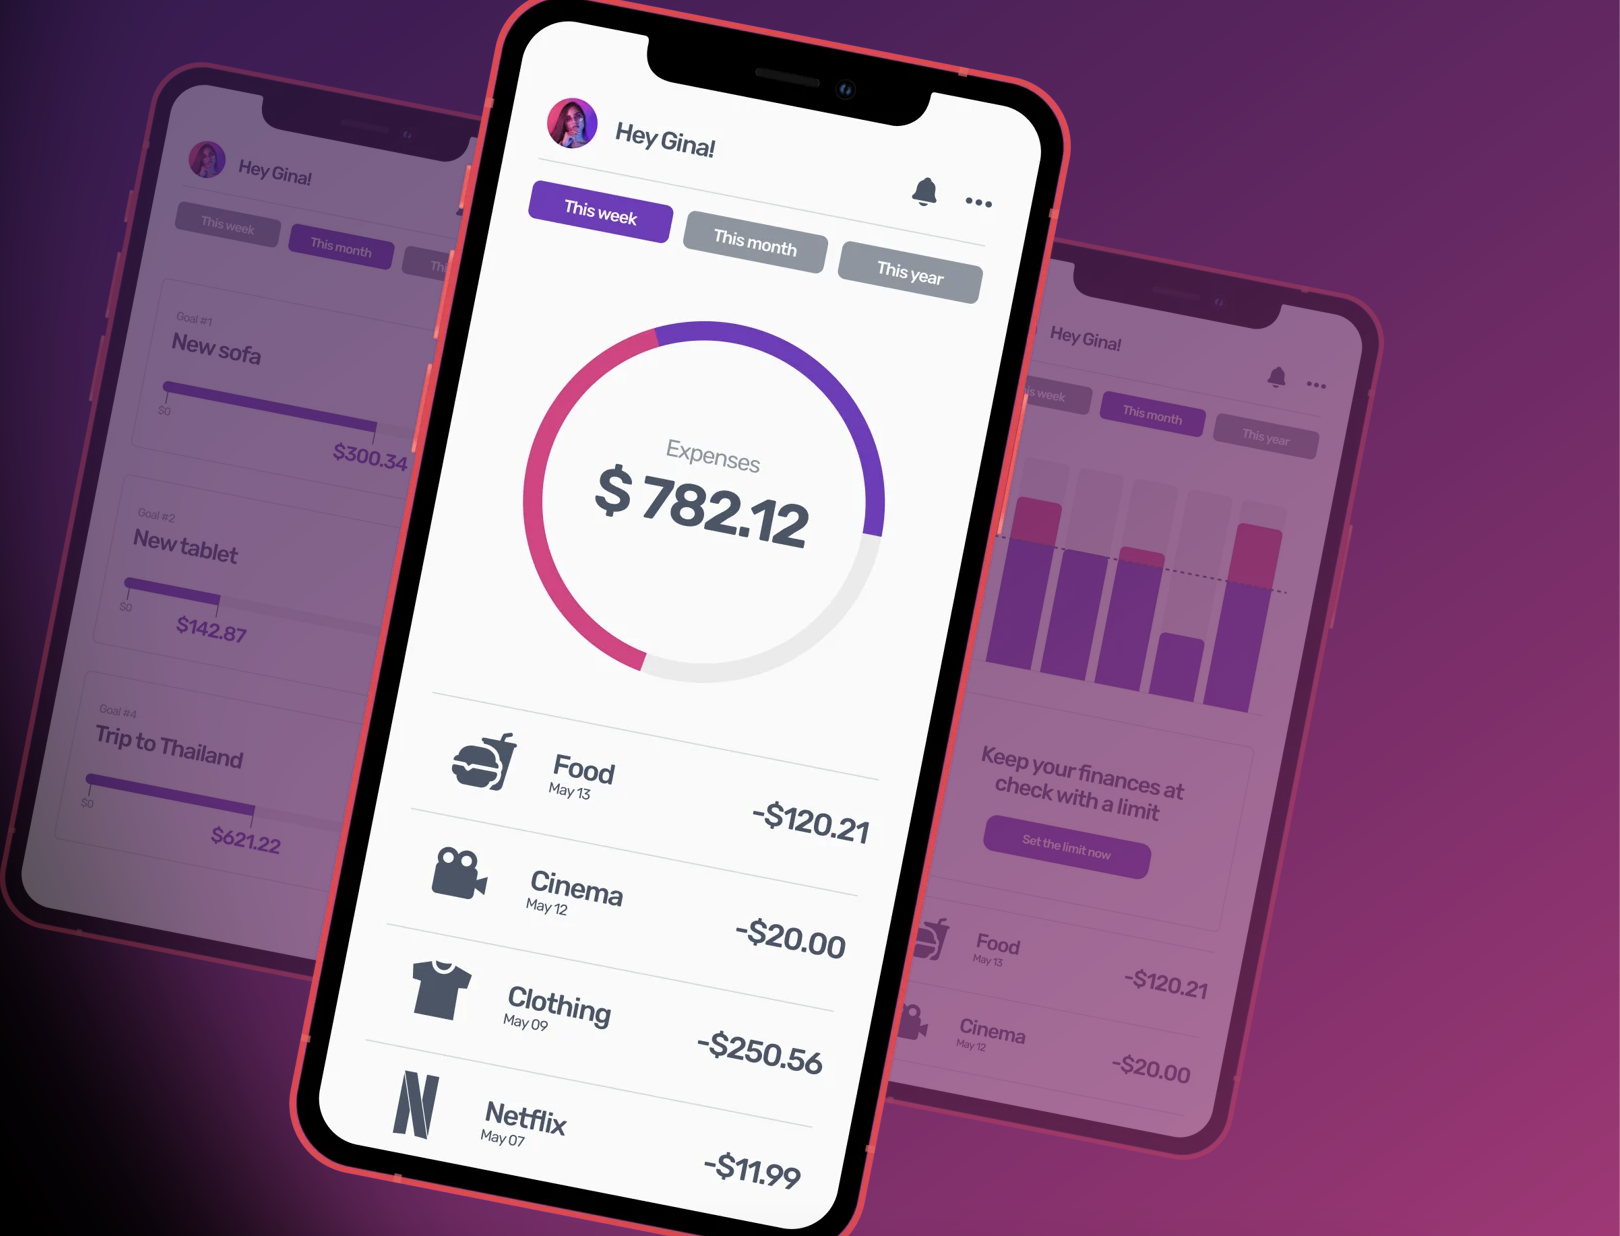 Hey Gina!
This week
This month
Goal #1
New sofa
$0
$300.34
Goal #2
New tablet
$0
$142.87
Goal #4
Trip to Thailand
$0
$621.22
Hey Gina!
This week
This month
This year
Expenses
$ 782.12
Food
May 13
-$120.21
Cinema
May 12
-$20.00
Clothing
May 09
-$250.56
Netflix
May 07
-$11.99
Hey Gina!
week
This month
This year
Keep your finances at
check with a limit
Set the limit now
Food
May 13
-$120.21
Cinema
May 12
-$20.00